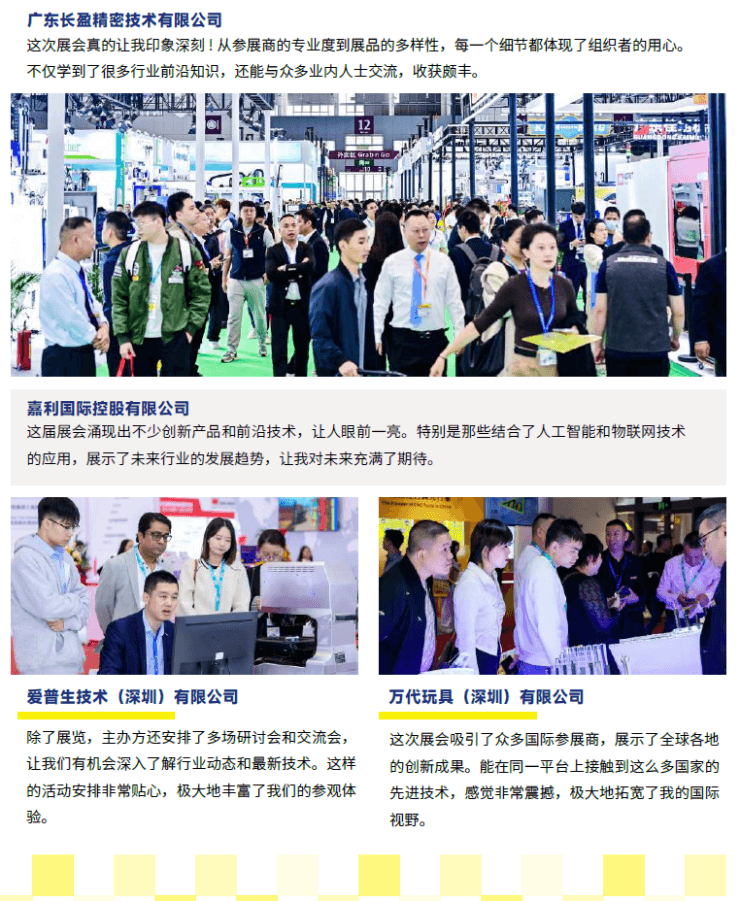 广东长盈精密技术有限公司
这次展会真的让我印象深刻！从参展商的专业度到展品的多样性，每一个细节都体现了组织者的用心。
不仅学到了很多行业前沿知识，还能与众多业内人士交流，收获颇丰。
12
Grab n Go
嘉利国际控股有限公司
这届展会涌现出不少创新产品和前沿技术，让人眼前一亮。特别是那些结合了人工智能和物联网技术
的应用，展示了未来行业的发展趋势，让我对未来充满了期待。
爱普生技术（深圳）有限公司
除了展览，主办方还安排了多场研讨会和交流会，
让我们有机会深入了解行业动态和最新技术。这样
的活动安排非常贴心，极大地丰富了我们的参观体
验。
万代玩具（深圳）有限公司
这次展会吸引了众多国际参展商，展示了全球各地
的创新成果。能在同一平台上接触到这么多国家的
先进技术，感觉非常震撼，极大地拓宽了我的国际
视野。